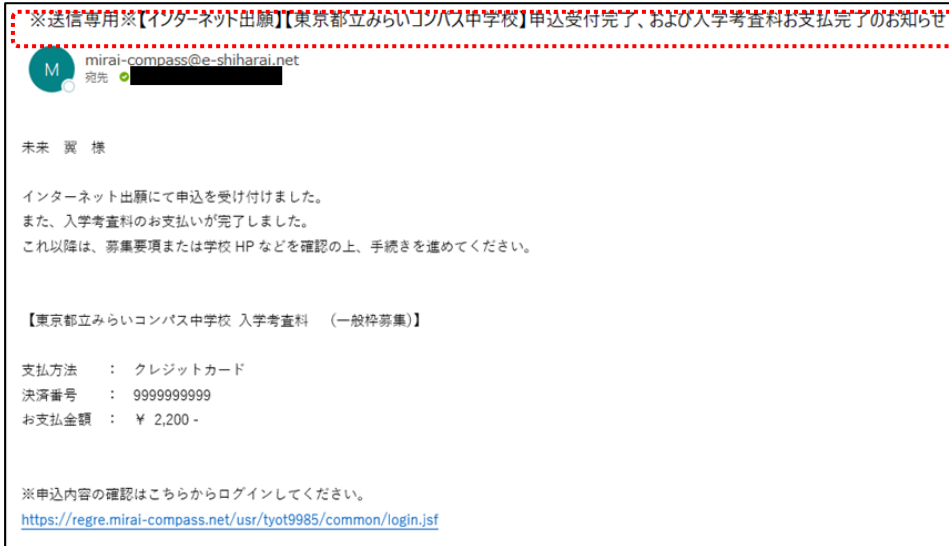 ※送信専用※【インターネット出願】【東京都立みらいコンパス中学校】申込受付完了、および入学考査料お支払完了のお知らせ
M
mirai-compass@e-shiharai.net
宛先
未来 翼 様
インターネット出願にて申込を受け付けました。
また、入学考査料のお支払いが完了しました。
これ以降は、募集要項または学校 HP などを確認の上、手続きを進めてください。
【東京都立みらいコンパス中学校 入学考査料 （一般枠募集)】
支払方法 ： クレジットカード
決済番号 ： 9999999999
お支払金額 ： ￥ 2,200 -
※申込内容の確認はこちらからログインしてください。
https://regre.mirai-compass.net/usr/tyot9985/common/login.jsf